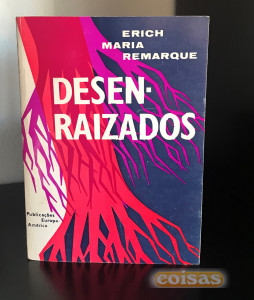 ERICH
MARIA
REMARQUE
DESEN-
RAIZADOS
Publicações
Europa-
América
coisas